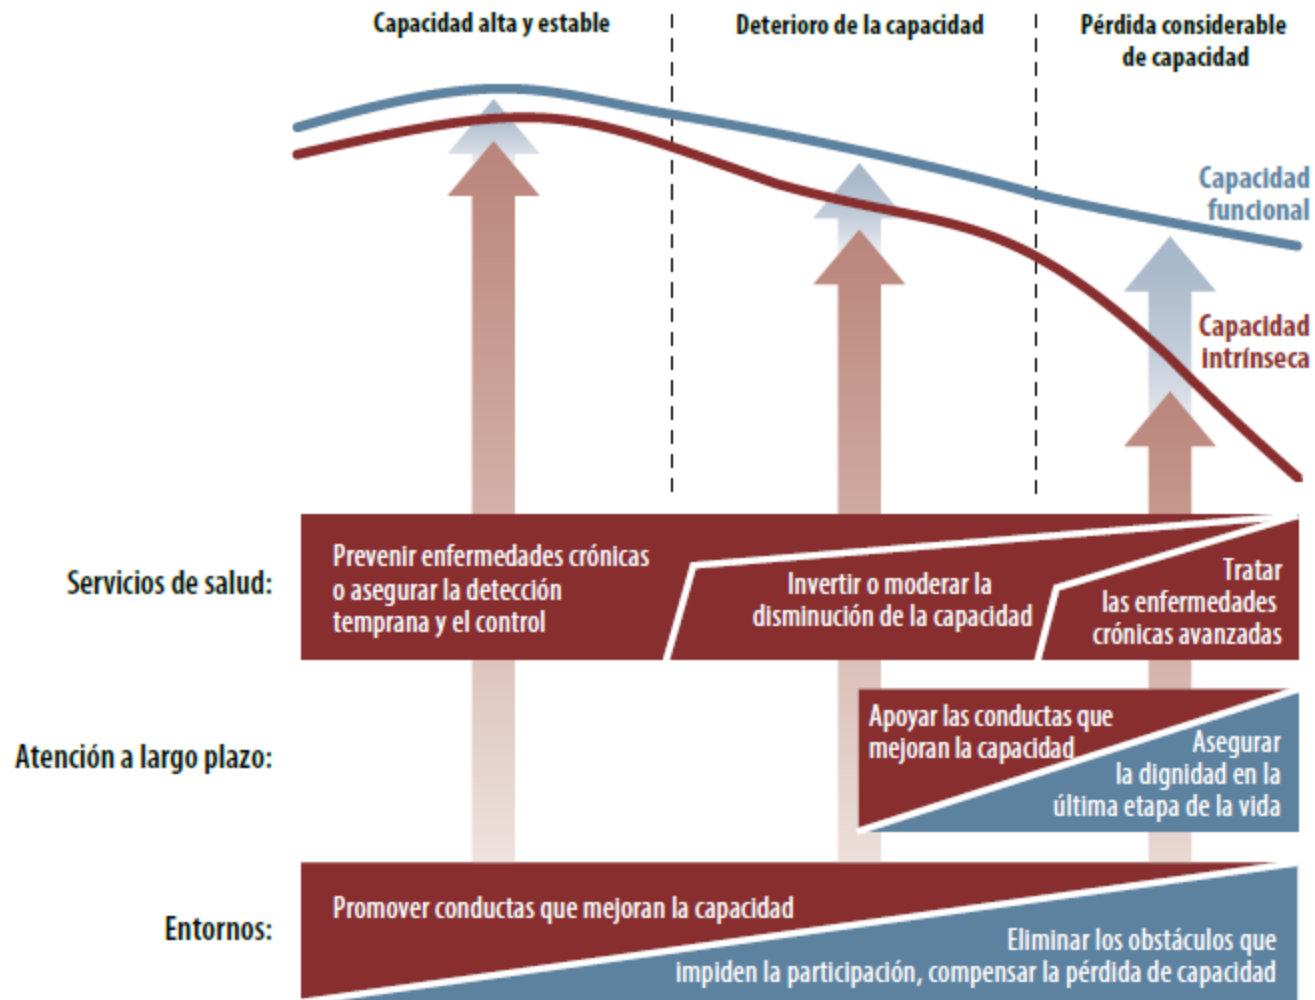 Capacidad alta y estable
Deterioro de la capacidad
Pérdida considerable
de capacidad
Capacidad
funcional
Capacidad
intrínseca
Servicios de salud:
Prevenir enfermedades crónicas
o asegurar la detección
temprana y el control
Invertir o moderar la
disminución de la capacidad
Tratar
las enfermedades
crónicas avanzadas
Atención a largo plazo:
Apoyar las conductas que
mejoran la capacidad
Asegurar
la dignidad en la
última etapa de la vida
Entornos:
Promover conductas que mejoran la capacidad
Eliminar los obstáculos que
impiden la participación, compensar la pérdida de capacidad